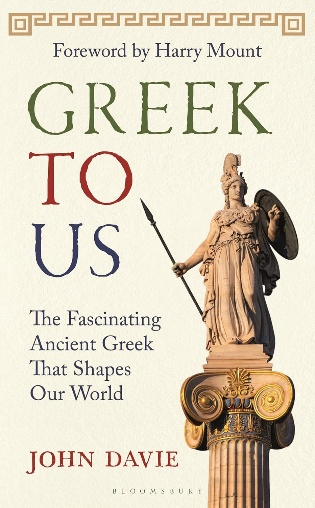 Foreword by Harry Mount
GREEK
TO
US
The Fascinating
Ancient Greek
That Shapes
Our World
JOHN DAVIE
BLOOMSBURY